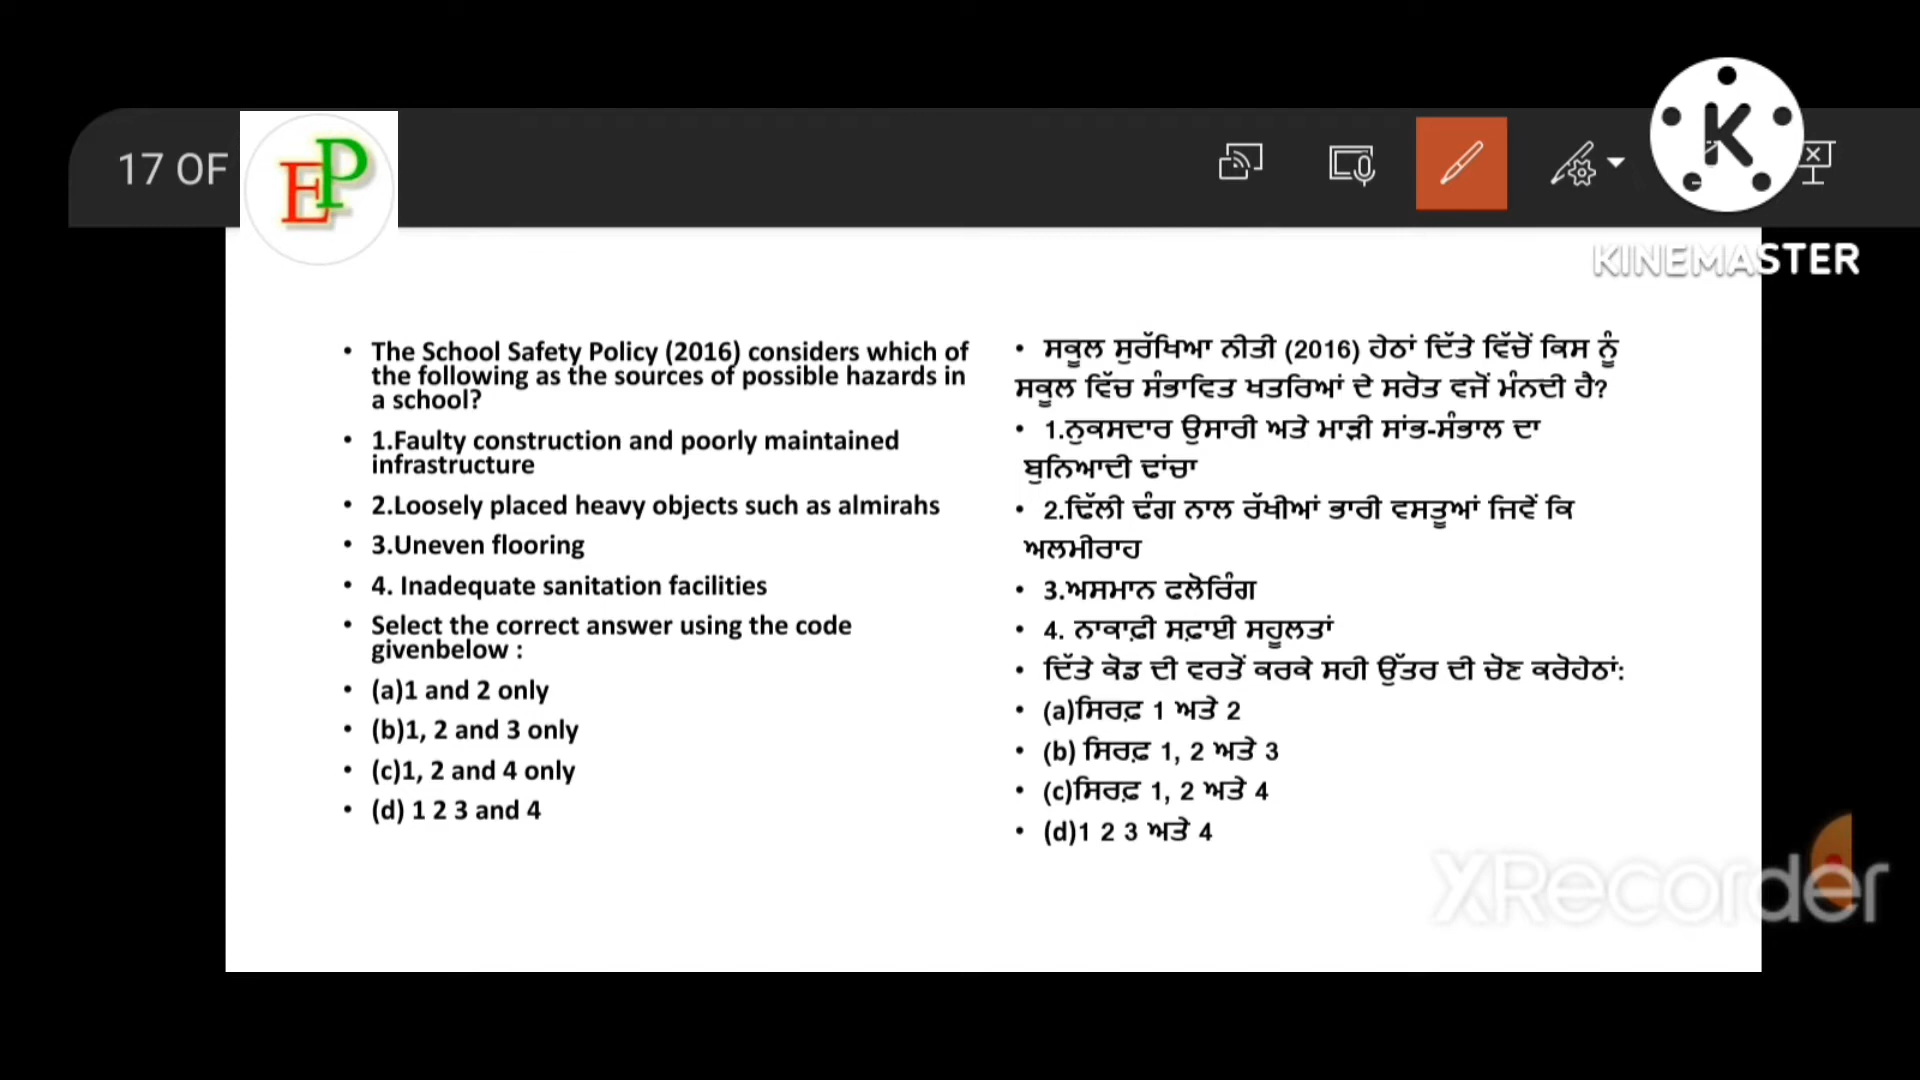 17 OF
EP
K
KINEMASTER
• The School Safety Policy (2016) considers which of
the following as the sources of possible hazards in
a school?
• 1.Faulty construction and poorly maintained
infrastructure
• 2.Loosely placed heavy objects such as almirahs
• 3.Uneven flooring
• 4. Inadequate sanitation facilities
• Select the correct answer using the code
givenbelow :
• (a)1 and 2 only
• (b)1, 2 and 3 only
• (c)1, 2 and 4 only
• (d) 1 2 3 and 4
• ਸਕੂਲ ਸੁਰੱਖਿਆ ਨੀਤੀ (2016) ਹੇਠਾਂ ਦਿੱਤੇ ਵਿੱਚੋਂ ਕਿਸ ਨੂੰ
ਸਕੂਲ ਵਿੱਚ ਸੰਭਾਵਿਤ ਖਤਰਿਆਂ ਦੇ ਸਰੋਤ ਵਜੋਂ ਮੰਨਦੀ ਹੈ?
• 1.ਨੁਕਸਦਾਰ ਉਸਾਰੀ ਅਤੇ ਮਾੜੀ ਸਾਂਭ-ਸੰਭਾਲ ਦਾ
ਬੁਨਿਆਦੀ ਢਾਂਚਾ
• 2.ਢਿੱਲੀ ਢੰਗ ਨਾਲ ਰੱਖੀਆਂ ਭਾਰੀ ਵਸਤੂਆਂ ਜਿਵੇਂ ਕਿ
ਅਲਮੀਰਾਹ
• 3.ਅਸਮਾਨ ਫਲੋਰਿੰਗ
• 4. ਨਾਕਾਫ਼ੀ ਸਫ਼ਾਈ ਸਹੂਲਤਾਂ
• ਦਿੱਤੇ ਕੋਡ ਦੀ ਵਰਤੋਂ ਕਰਕੇ ਸਹੀ ਉੱਤਰ ਦੀ ਚੋਣ ਕਰੋਹੇਠਾਂ:
• (a)ਸਿਰਫ਼ 1 ਅਤੇ 2
• (b) ਸਿਰਫ਼ 1, 2 ਅਤੇ 3
• (c)ਸਿਰਫ਼ 1, 2 ਅਤੇ 4
• (d)1 2 3 ਅਤੇ 4
XRecorder